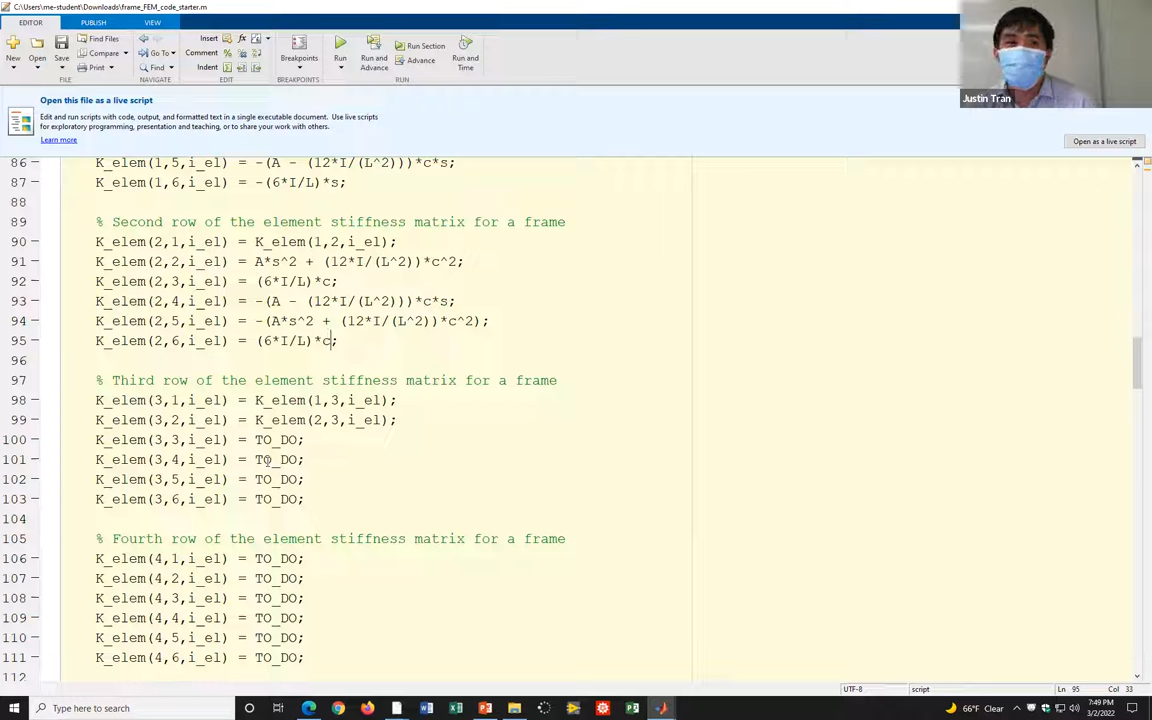 C:\Users\me-student\Downloads\frame_FEM_code_starter.m
EDITOR PUBLISH VIEW
New Open Save Find Files Compare Print Go To Find Insert fx Comment Indent Breakpoints Run Run and Advance Run Section Advance Run and Time
FILE NAVIGATE EDIT BREAKPOINTS RUN
Justin Tran
Open this file as a live script
Edit and run scripts with code, output, and formatted text in a single executable document. Use live scripts
for exploratory programming, presentation and teaching, or to share your work with others.
Learn more
Open as a live script
86 K_elem(1,5,i_el) = -(A - (12*I/(L^2)))*c*s;
87 K_elem(1,6,i_el) = -(6*I/L)*s;
88
89 % Second row of the element stiffness matrix for a frame
90 K_elem(2,1,i_el) = K_elem(1,2,i_el);
91 K_elem(2,2,i_el) = A*s^2 + (12*I/(L^2))*c^2;
92 K_elem(2,3,i_el) = (6*I/L)*c;
93 K_elem(2,4,i_el) = -(A - (12*I/(L^2)))*c*s;
94 K_elem(2,5,i_el) = -(A*s^2 + (12*I/(L^2))*c^2);
95 K_elem(2,6,i_el) = (6*I/L)*c;
96
97 % Third row of the element stiffness matrix for a frame
98 K_elem(3,1,i_el) = K_elem(1,3,i_el);
99 K_elem(3,2,i_el) = K_elem(2,3,i_el);
100 K_elem(3,3,i_el) = TO_DO;
101 K_elem(3,4,i_el) = TO_DO;
102 K_elem(3,5,i_el) = TO_DO;
103 K_elem(3,6,i_el) = TO_DO;
104
105 % Fourth row of the element stiffness matrix for a frame
106 K_elem(4,1,i_el) = TO_DO;
107 K_elem(4,2,i_el) = TO_DO;
108 K_elem(4,3,i_el) = TO_DO;
109 K_elem(4,4,i_el) = TO_DO;
110 K_elem(4,5,i_el) = TO_DO;
111 K_elem(4,6,i_el) = TO_DO;
112
UTF-8 script Ln 95 Col 33
Type here to search
66°F Clear
7:49 PM
3/2/2022